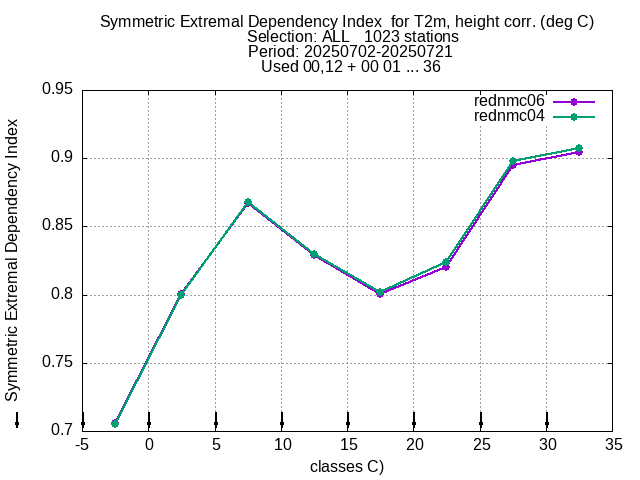 Symmetric Extremal Dependency Index  for T2m, height corr. (deg C)
Selection: ALL   1023 stations
Period: 20250702-20250721
Used 00,12 + 00 01 ... 36
rednmc06
rednmc04
Symmetric Extremal Dependency Index
0.95
0.9
0.85
0.8
0.75
0.7
-5 0 5 10 15 20 25 30 35
classes C)